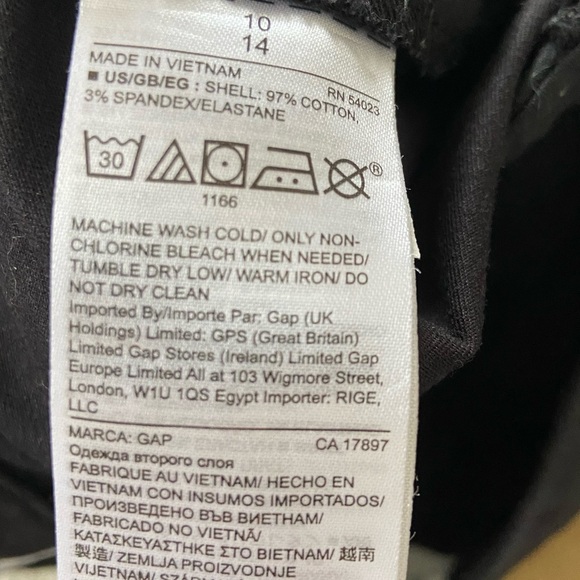 10
14
MADE IN VIETNAM RN 54023
■ US/GB/EG : SHELL: 97% COTTON,
3% SPANDEX/ELASTANE
30 ®
1166
MACHINE WASH COLD/ ONLY NON-
CHLORINE BLEACH WHEN NEEDED/
TUMBLE DRY LOW/ WARM IRON/ DO
NOT DRY CLEAN
Imported By/Importe Par: Gap (UK
Holdings) Limited: GPS (Great Britain)
Limited Gap Stores (Ireland) Limited Gap
Europe Limited All at 103 Wigmore Street,
London, W1U 1QS Egypt Importer: RIGE,
LLC
MARCA: GAP CA 17897
Одежда второго слоя
FABRIQUE AU VIETNAM/ HECHO EN
VIETNAM CON INSUMOS IMPORTADOS/
ПРОИЗВЕДЕНО ВЪВ ВИЕТНАМ/
FABRICADO NO VIETNÃ/
ΚΑΤΑΣΚΕΥΑΣΤΗΚΕ ΣΤΟ ΒΙΕΤΝΑΜ/ 越南
製造/ ZEMLJA PROIZVODNJE
VIJETNAM/